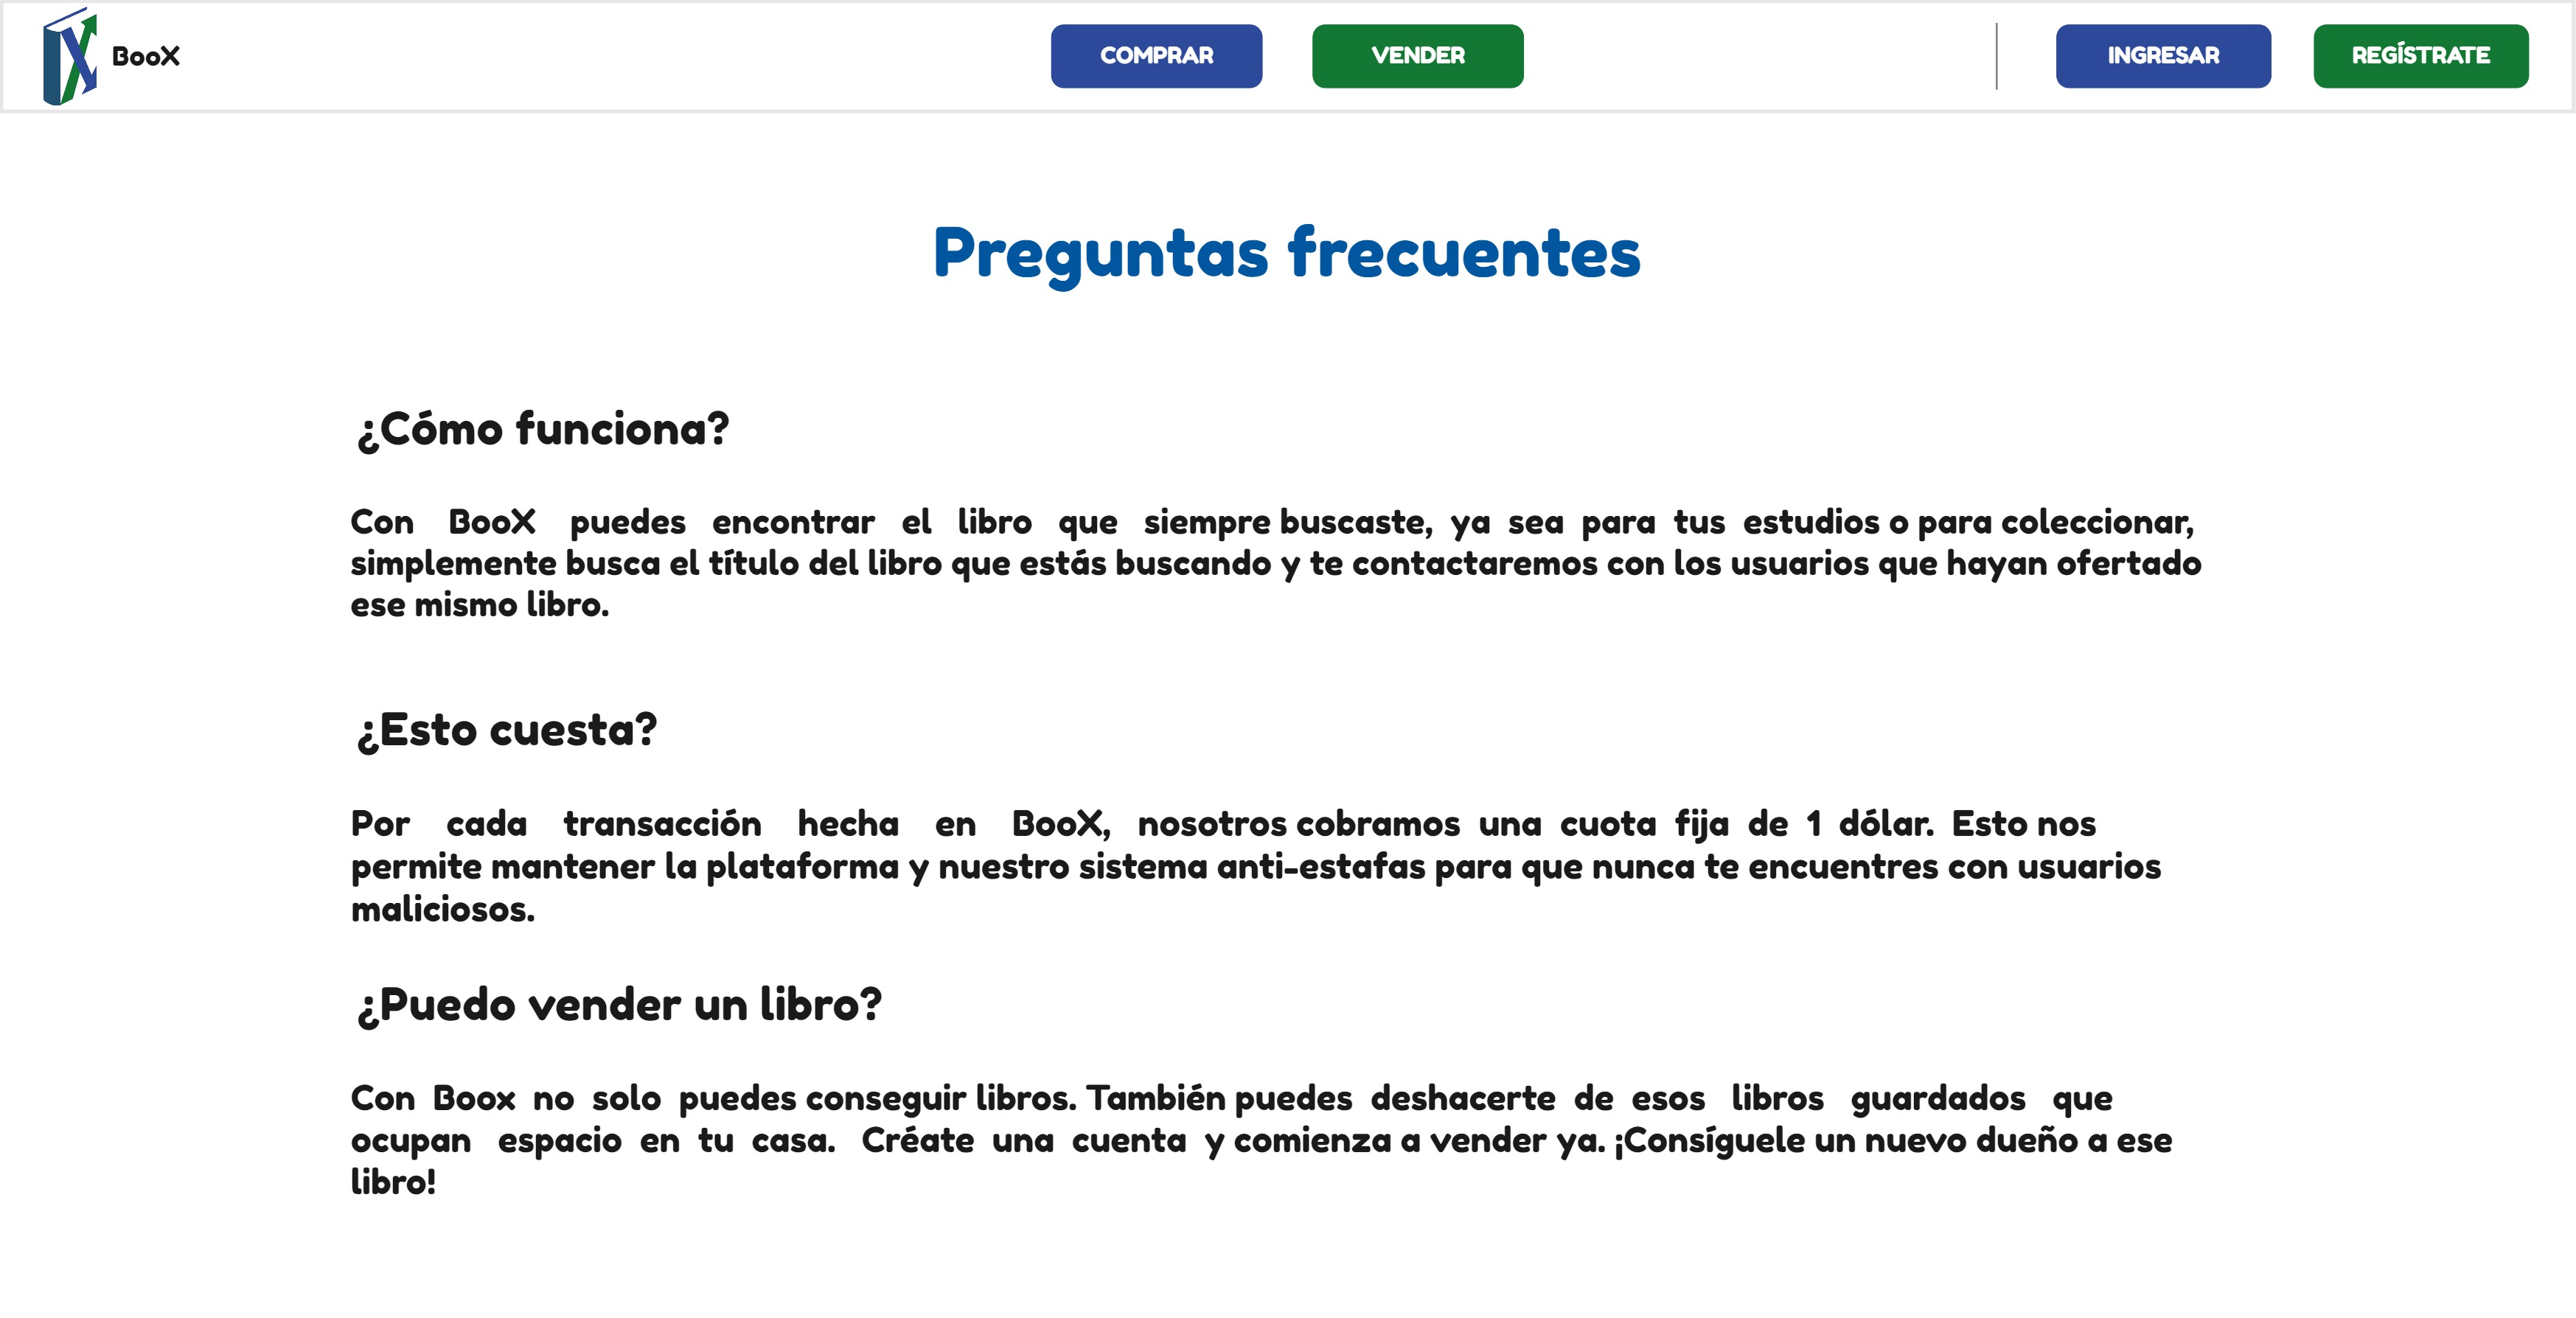 BooX
COMPRAR
VENDER
INGRESAR
REGÍSTRATE
Preguntas frecuentes
¿Cómo funciona?
Con BooX puedes encontrar el libro que siempre buscaste, ya sea para tus estudios o para coleccionar,
simplemente busca el título del libro que estás buscando y te contactaremos con los usuarios que hayan ofertado
ese mismo libro.
¿Esto cuesta?
Por cada transacción hecha en BooX, nosotros cobramos una cuota fija de 1 dólar. Esto nos
permite mantener la plataforma y nuestro sistema anti-estafas para que nunca te encuentres con usuarios
maliciosos.
¿Puedo vender un libro?
Con Boox no solo puedes conseguir libros. También puedes deshacerte de esos libros guardados que
ocupan espacio en tu casa. Créate una cuenta y comienza a vender ya. ¡Consíguele un nuevo dueño a ese
libro!